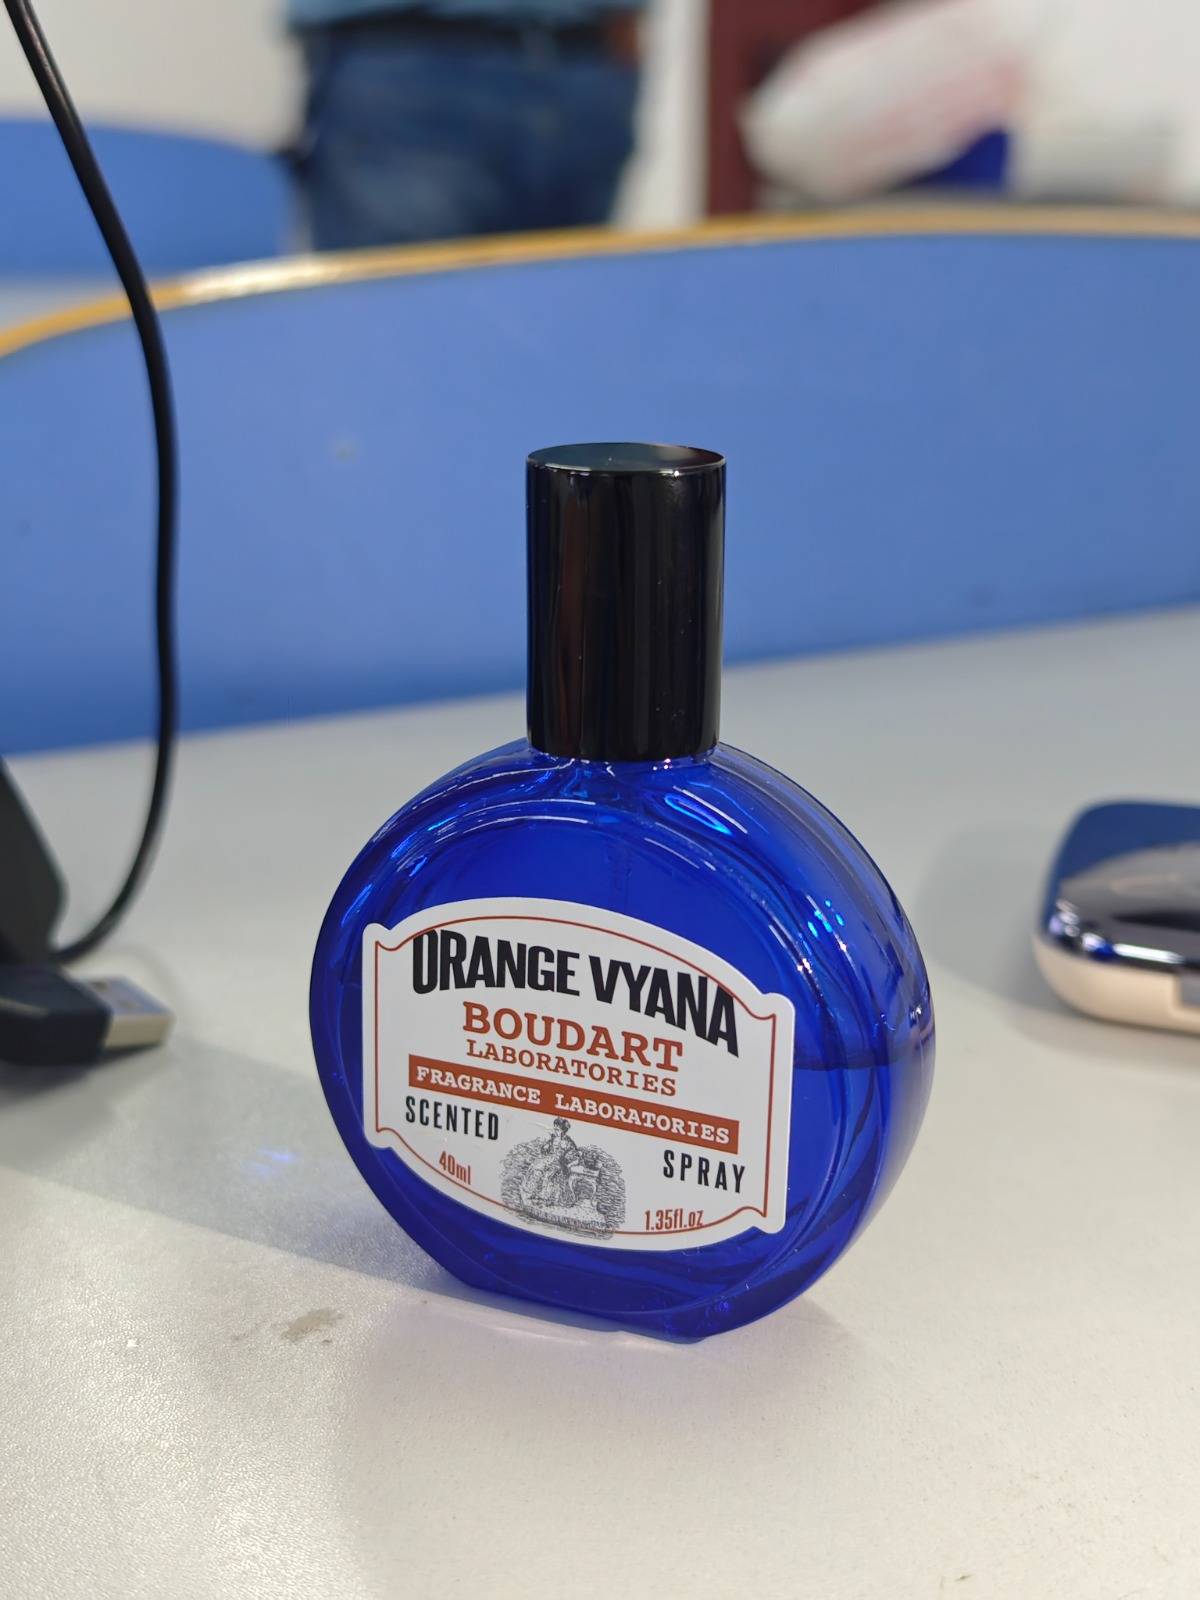 ORANGE VYANA
BOUDART
LABORATORIES
FRAGRANCE LABORATORIES
SCENTED
SPRAY
40ml
1.35fl.oz